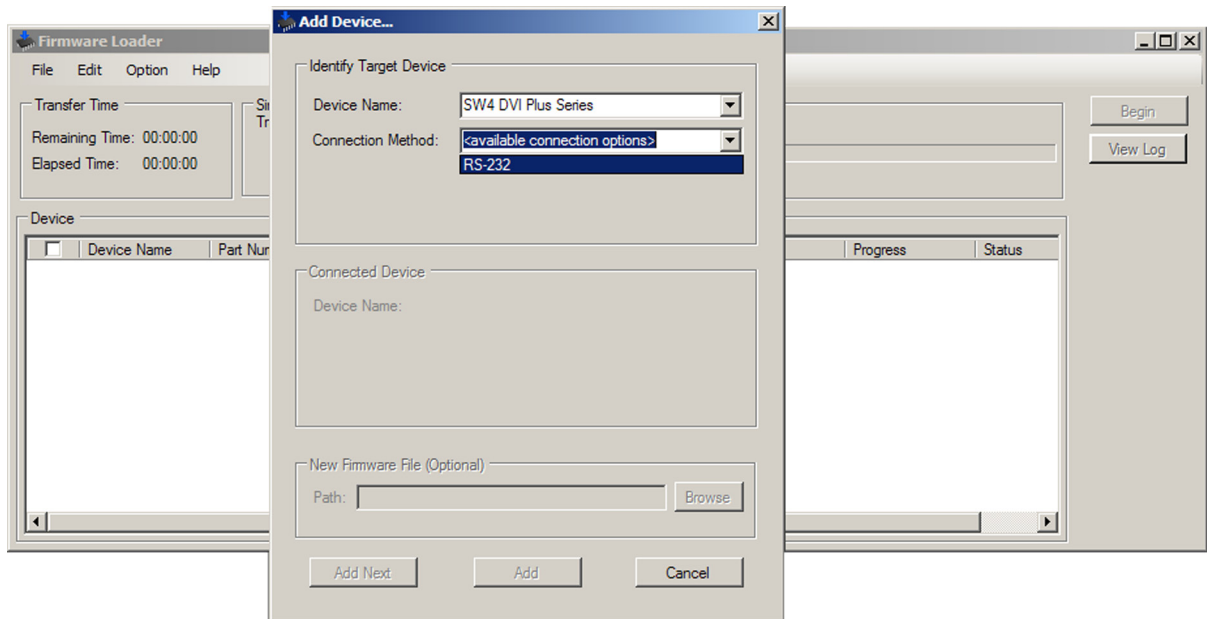 Add Device...
Firmware Loader
File Edit Option Help
Transfer Time
Remaining Time: 00:00:00
Elapsed Time: 00:00:00
Begin
View Log
Device
Device Name
Progress Status
Identify Target Device
Device Name: SW4 DVI Plus Series
Connection Method: <available connection options>
RS-232
Connected Device
Device Name:
New Firmware File (Optional)
Path: Browse
Add Next Add Cancel